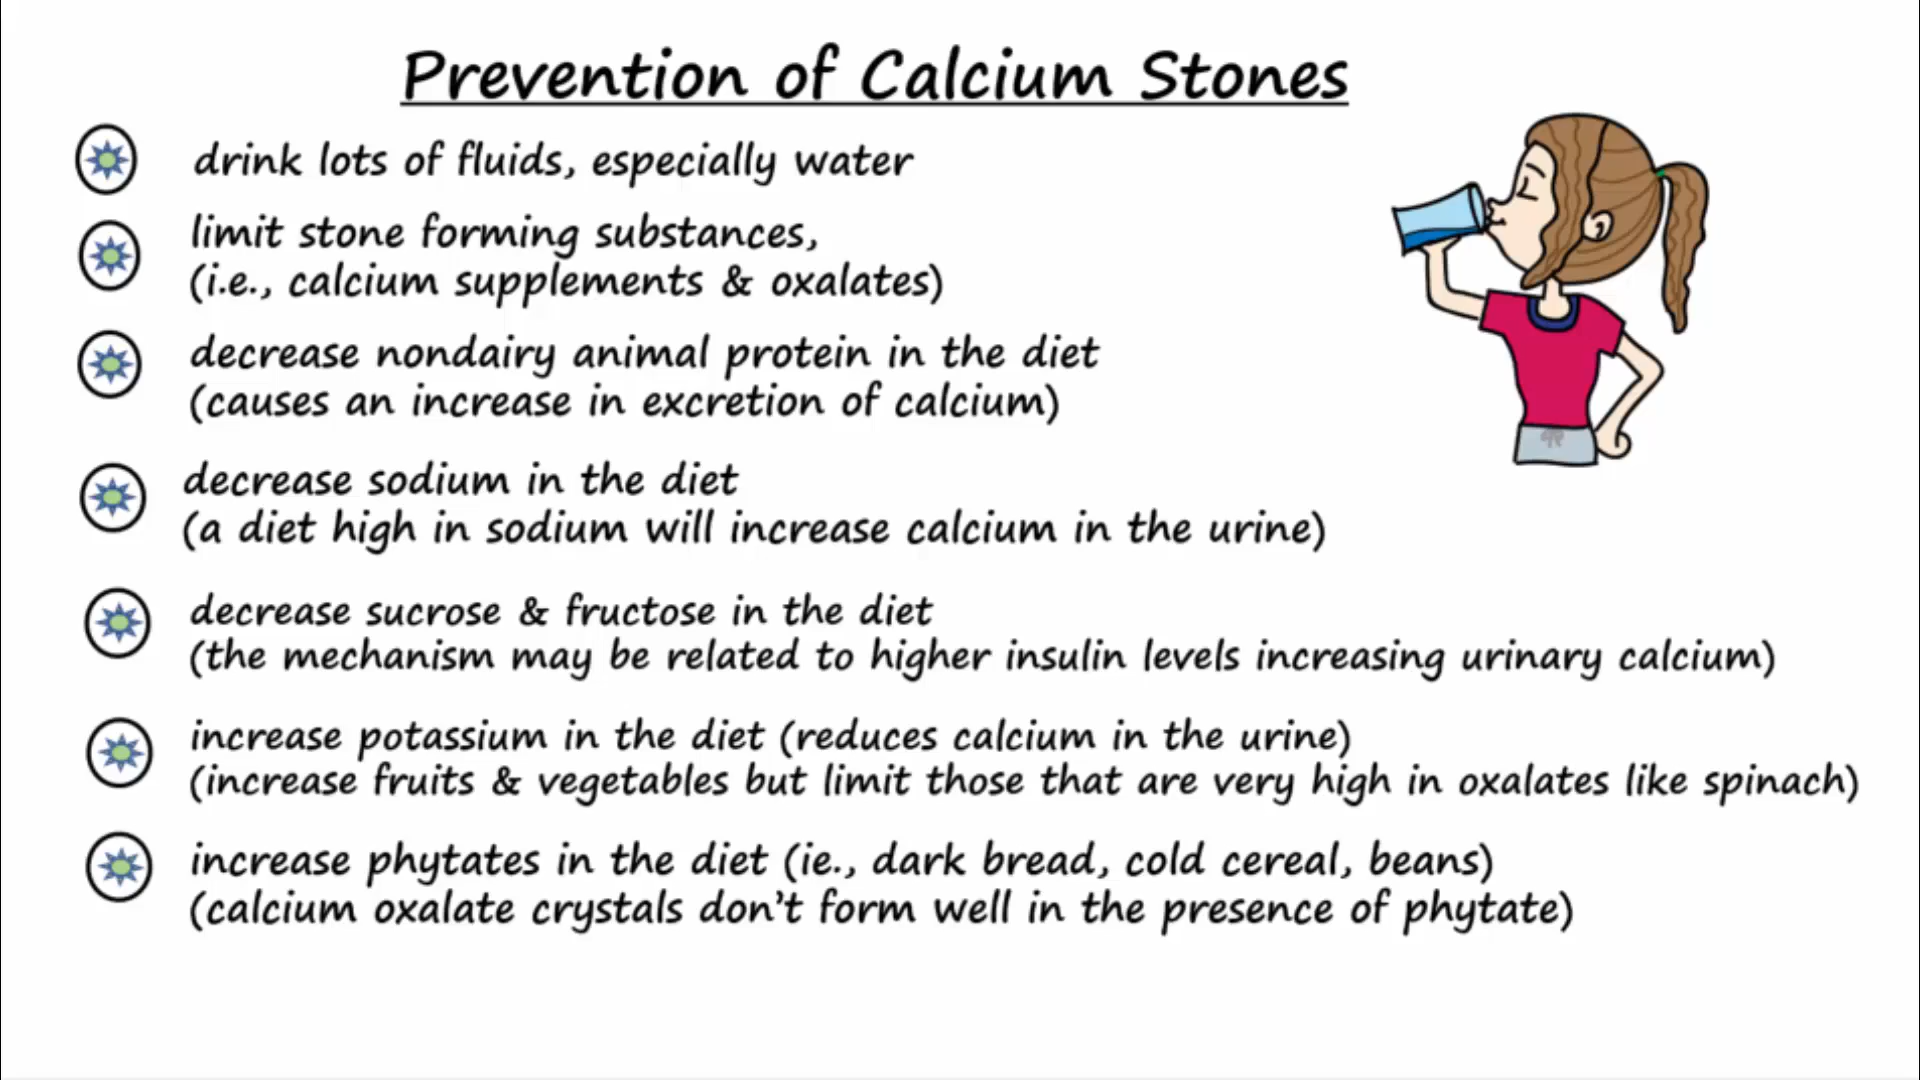 Prevention of Calcium Stones
drink lots of fluids, especially water
limit stone forming substances,
(i.e., calcium supplements & oxalates)
decrease nondairy animal protein in the diet
(causes an increase in excretion of calcium)
decrease sodium in the diet
(a diet high in sodium will increase calcium in the urine)
decrease sucrose & fructose in the diet
(the mechanism may be related to higher insulin levels increasing urinary calcium)
increase potassium in the diet (reduces calcium in the urine)
(increase fruits & vegetables but limit those that are very high in oxalates like spinach)
increase phytates in the diet (ie., dark bread, cold cereal, beans)
(calcium oxalate crystals don't form well in the presence of phytate)